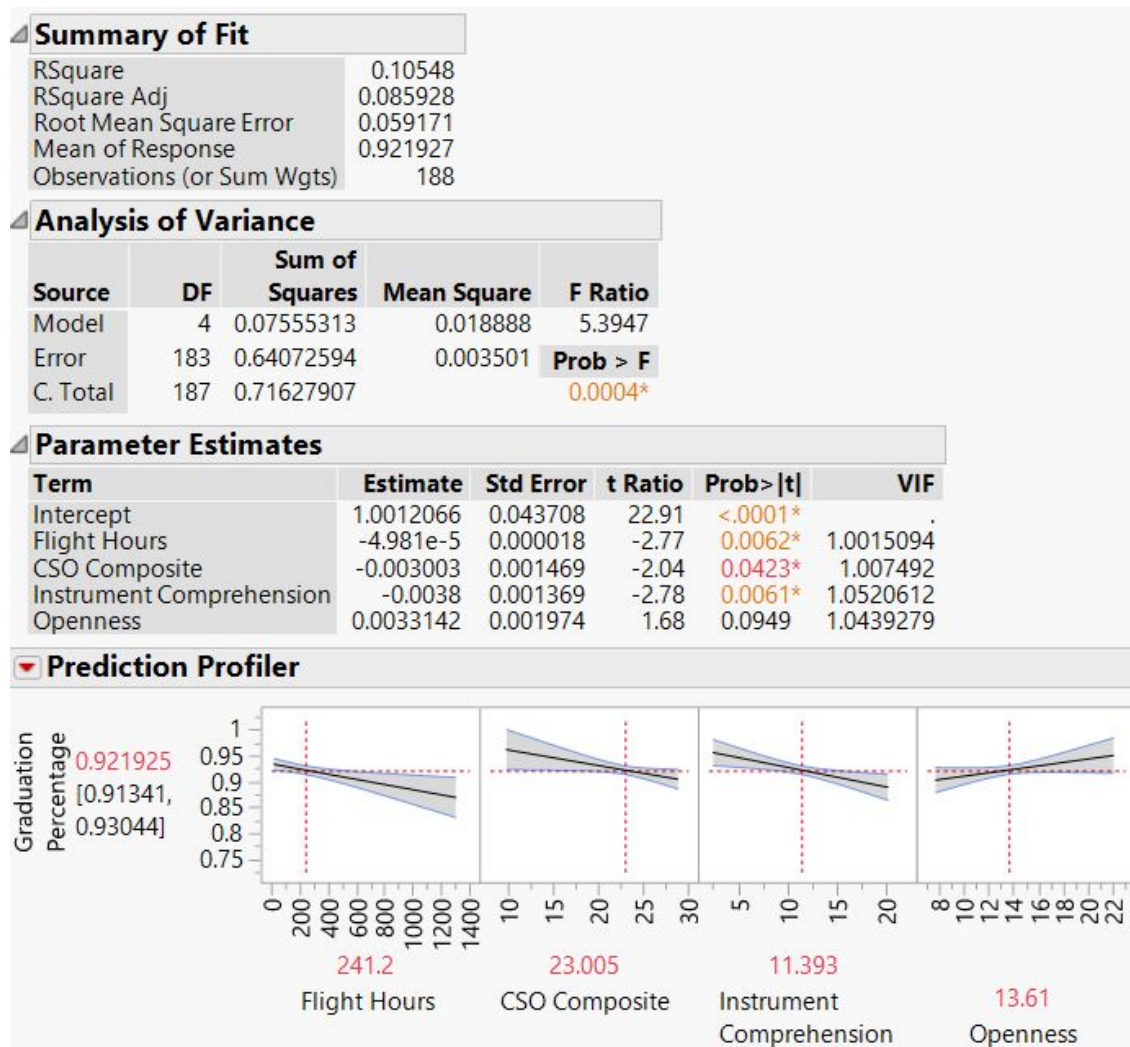 Summary of Fit
RSquare 0.10548
RSquare Adj 0.085928
Root Mean Square Error 0.059171
Mean of Response 0.921927
Observations (or Sum Wgts) 188
Analysis of Variance
Sum of
Source DF Squares Mean Square F Ratio
Model 4 0.07555313 0.018888 5.3947
Error 183 0.64072594 0.003501 Prob > F
C. Total 187 0.71627907 0.0004*
Parameter Estimates
Term Estimate Std Error t Ratio Prob>|t| VIF
Intercept 1.0012066 0.043708 22.91 <.0001* .
Flight Hours -4.981e-5 0.000018 -2.77 0.0062* 1.0015094
CSO Composite -0.003003 0.001469 -2.04 0.0423* 1.007492
Instrument Comprehension -0.0038 0.001369 -2.78 0.0061* 1.0520612
Openness 0.0033142 0.001974 1.68 0.0949 1.0439279
Prediction Profiler
Graduation
Percentage
0.921925
[0.91341,
0.93044]
1
0.95
0.9
0.85
0.8
0.75
0 200 400 600 800 1000 1200 1400 10 15 20 25 30 5 10 15 20 8 10 12 14 16 18 20 22
241.2 23.005 11.393 13.61
Flight Hours CSO Composite Instrument
Comprehension Openness